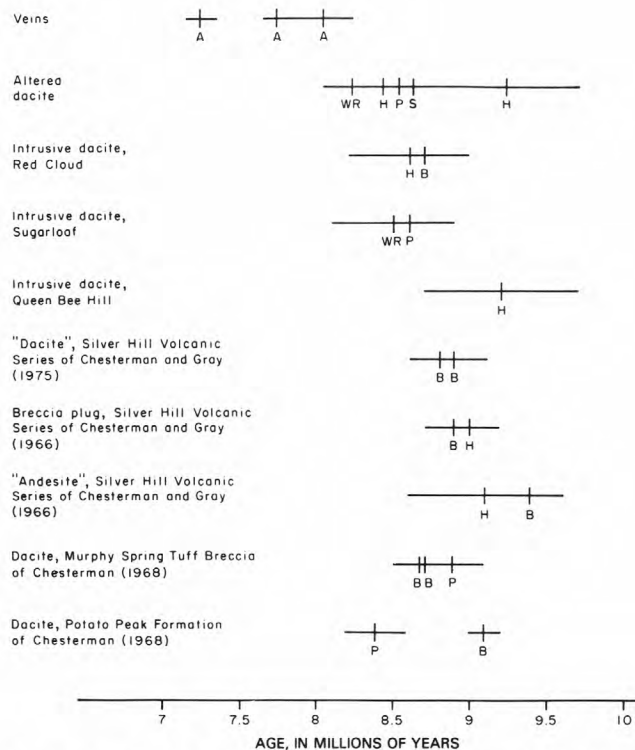 Veins
A A A
Altered
dacite
WR H P S H
Intrusive dacite,
Red Cloud
H B
Intrusive dacite,
Sugarloaf
WR P
Intrusive dacite,
Queen Bee Hill
H
"Dacite", Silver Hill Volcanic
Series of Chesterman and Gray
(1975)
B B
Breccia plug, Silver Hill Volcanic
Series of Chesterman and Gray
(1966)
B H
"Andesite", Silver Hill Volcanic
Series of Chesterman and Gray
(1966)
H B
Dacite, Murphy Spring Tuff Breccia
of Chesterman (1968)
B B P
Dacite, Potato Peak Formation
of Chesterman (1968)
P B
7 7.5 8 8.5 9 9.5 10
AGE, IN MILLIONS OF YEARS